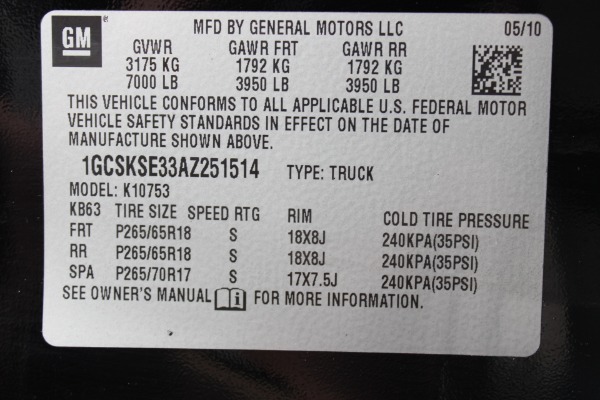 GM MFD BY GENERAL MOTORS LLC 05/10
GVWR GAWR FRT GAWR RR
3175 KG 1792 KG 1792 KG
7000 LB 3950 LB 3950 LB
THIS VEHICLE CONFORMS TO ALL APPLICABLE U.S. FEDERAL MOTOR
VEHICLE SAFETY STANDARDS IN EFFECT ON THE DATE OF
MANUFACTURE SHOWN ABOVE.
1GCSKSE33AZ251514 TYPE: TRUCK
MODEL: K10753
KB63 TIRE SIZE SPEED RTG RIM COLD TIRE PRESSURE
FRT P265/65R18 S 18X8J 240KPA(35PSI)
RR P265/65R18 S 18X8J 240KPA(35PSI)
SPA P265/70R17 S 17X7.5J 240KPA(35PSI)
SEE OWNER'S MANUAL FOR MORE INFORMATION.